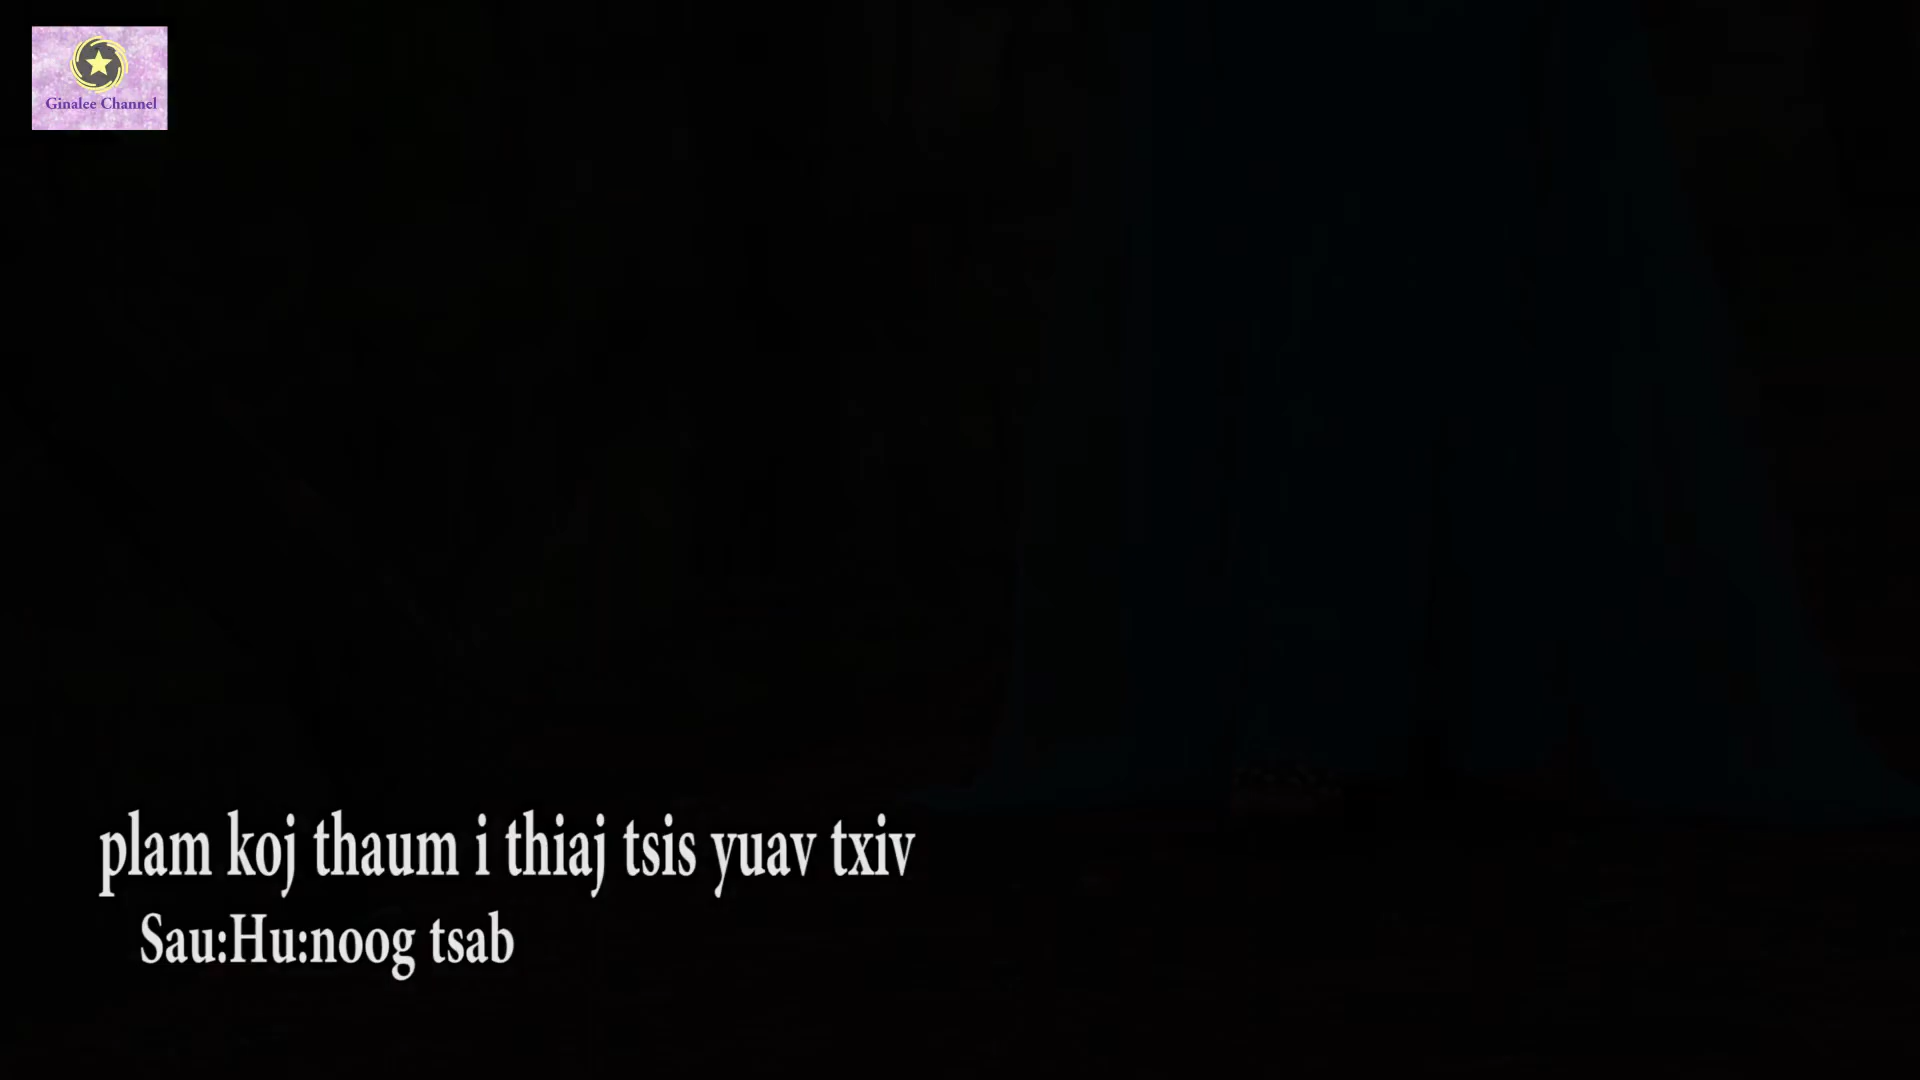 Ginalee Channel
plam koj thaum i thiaj tsis yuav txiv
Sau:Hu:noog tsab